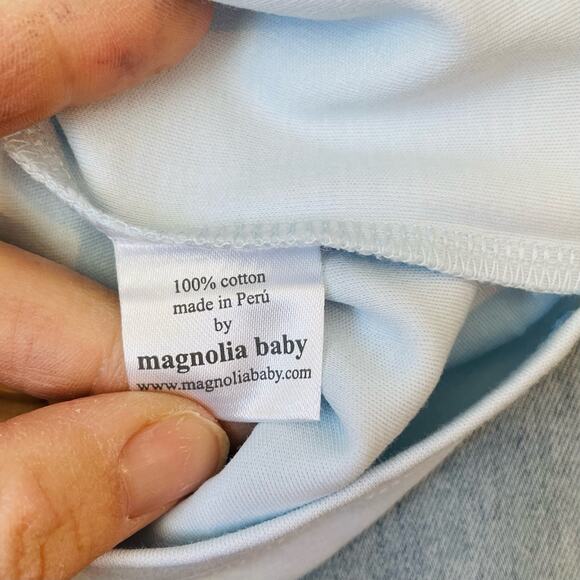 100% cotton
made in Perú
by
magnolia baby
www.magnoliababy.com